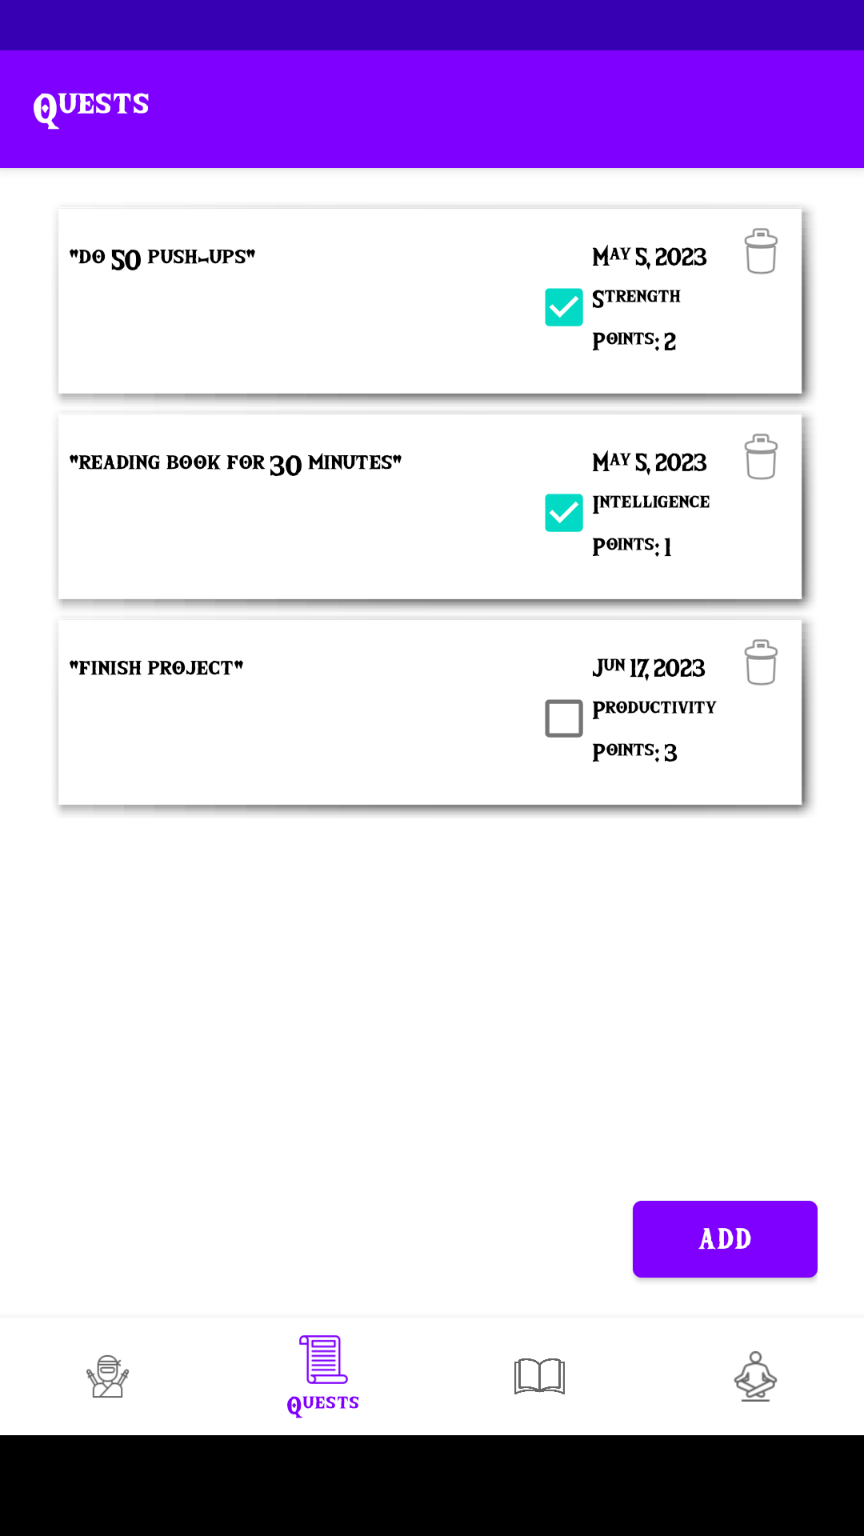 Quests
"do 50 push-ups"
May 5, 2023
Strength
Points: 2
"reading book for 30 minutes"
May 5, 2023
Intelligence
Points: 1
"finish project"
Jun 17, 2023
Productivity
Points: 3
ADD
Quests